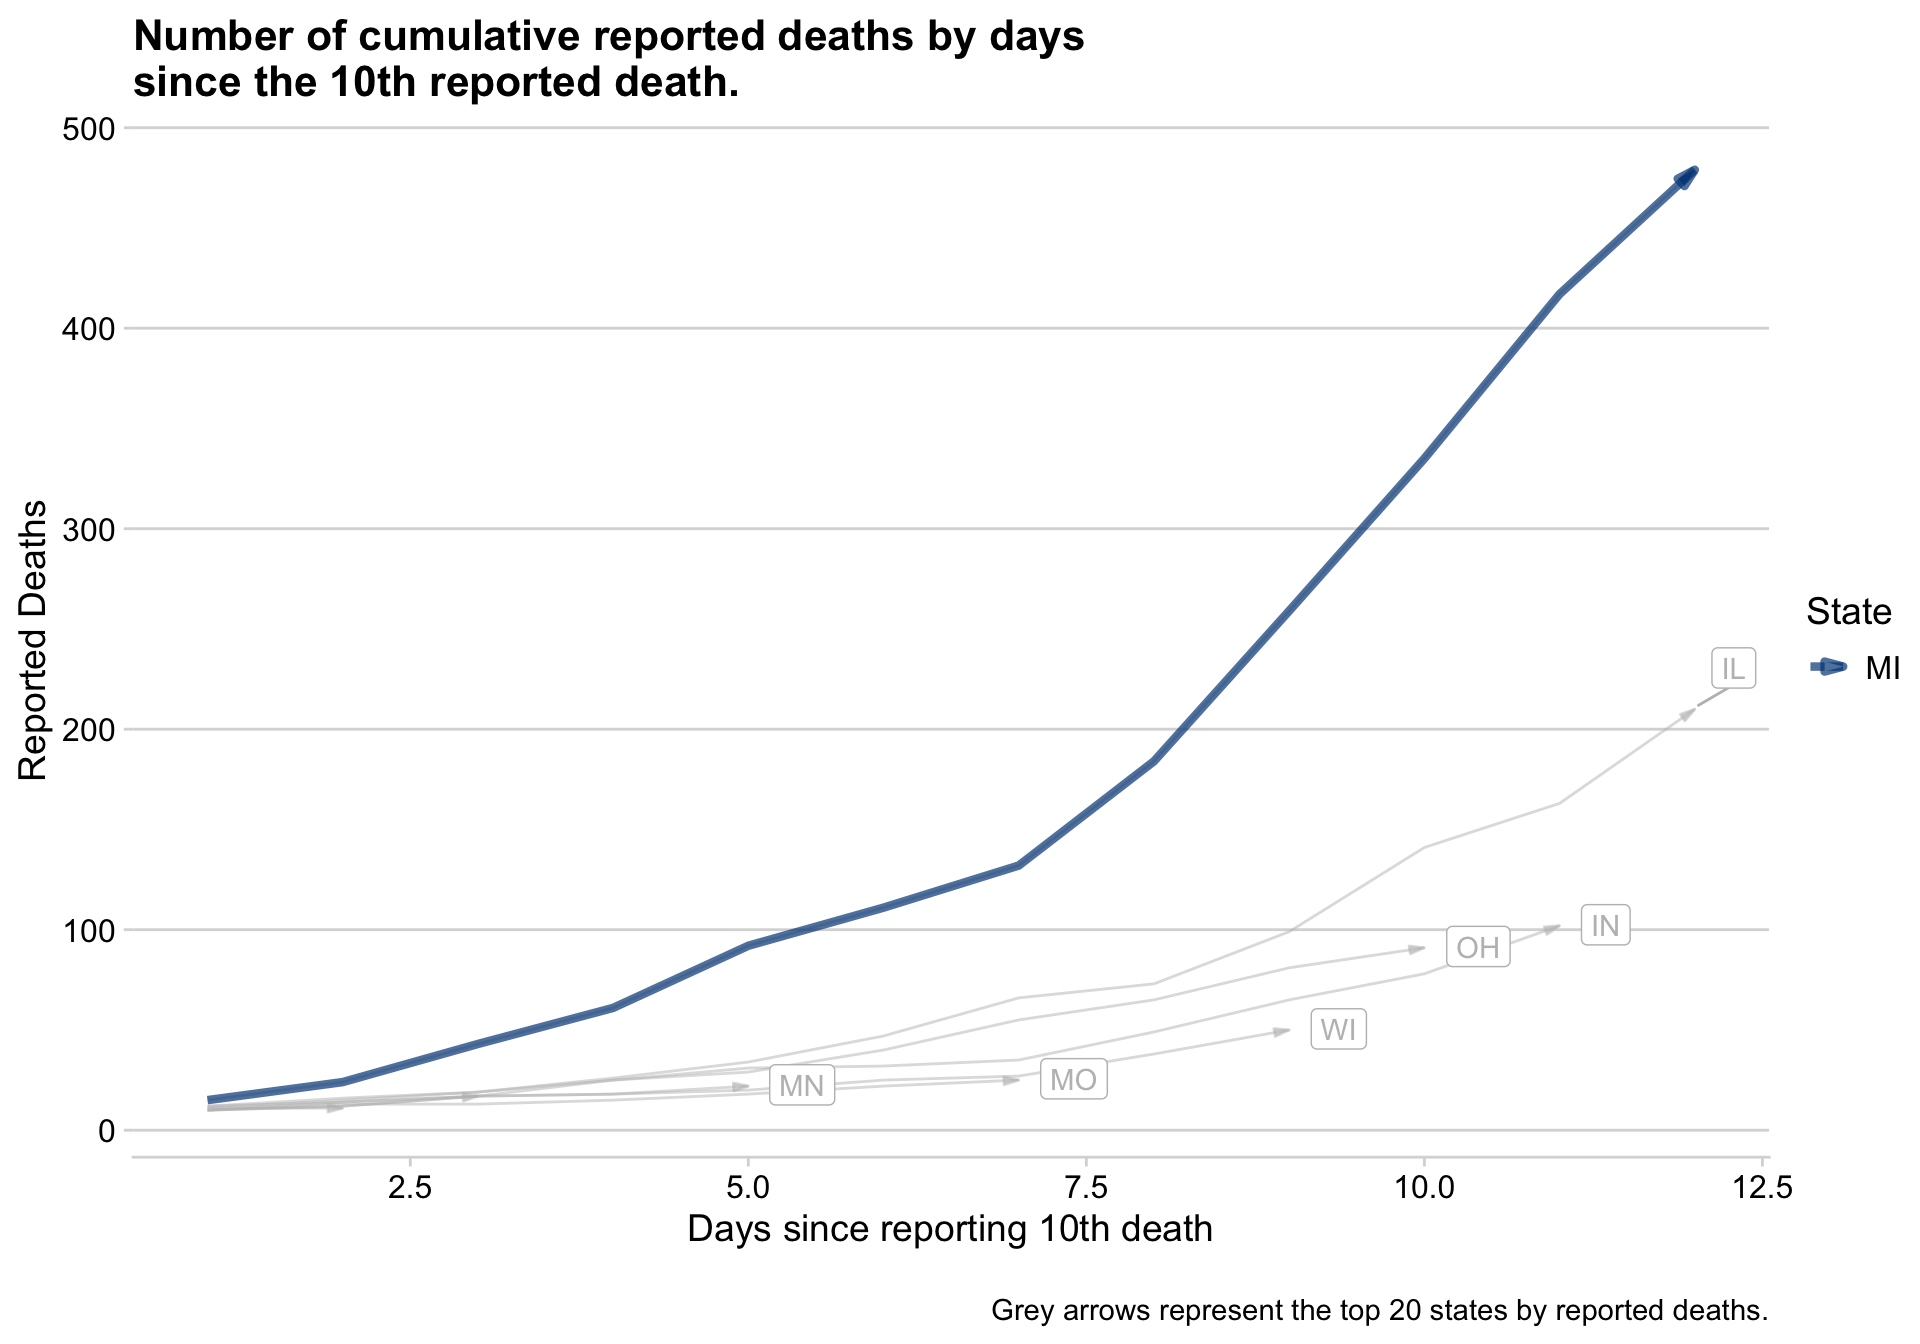 Number of cumulative reported deaths by days
since the 10th reported death.
500
400
300
200
100
0
Reported Deaths
IL
IN
OH
WI
MO
MN
State
MI
2.5
5.0
7.5
10.0
12.5
Days since reporting 10th death
Grey arrows represent the top 20 states by reported deaths.